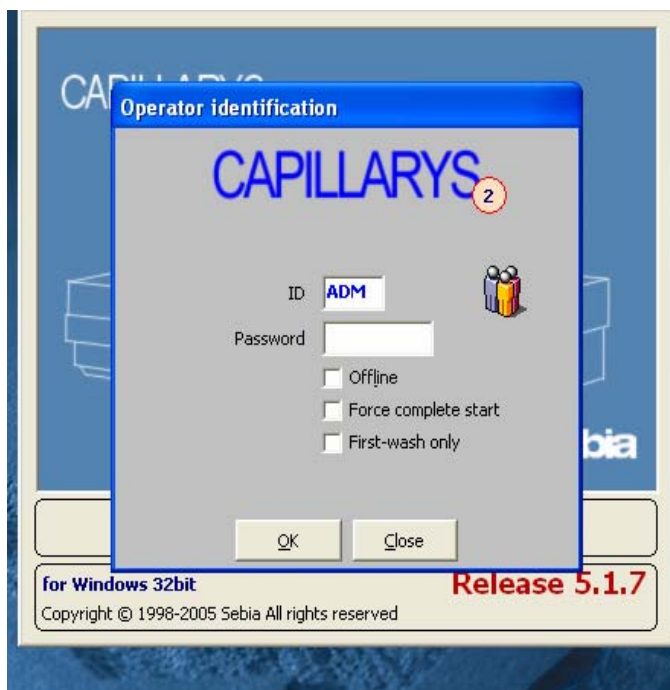 Operator identification
CAPILLARYS
2
ID ADM
Password
Offline
Force complete start
First-wash only
bia
OK Close
for Windows 32bit
Release 5.1.7
Copyright © 1998-2005 Sebia All rights reserved